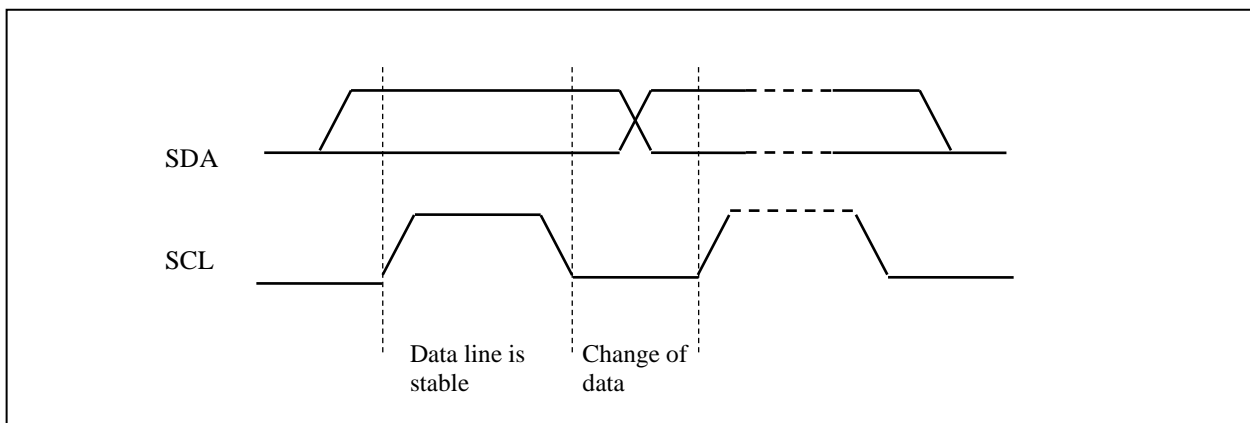 SDA
SCL
Data line is
stable
Change of
data